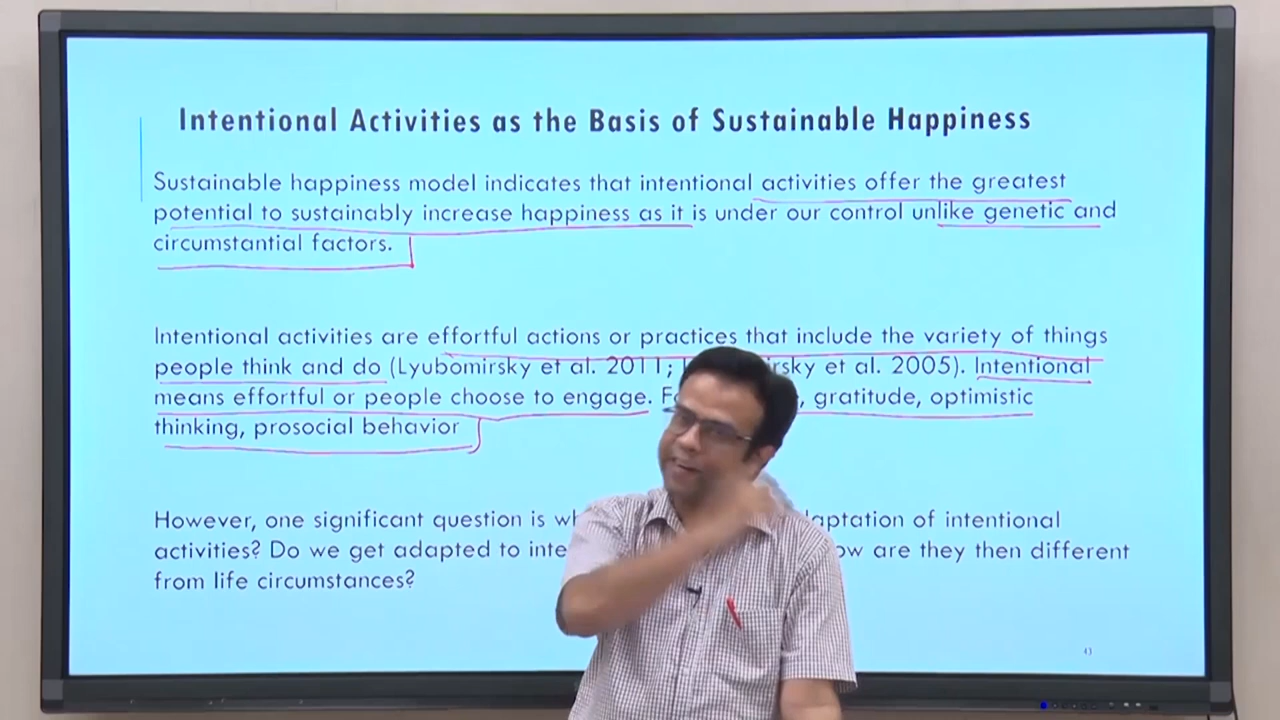 Intentional Activities as the Basis of Sustainable Happiness
Sustainable happiness model indicates that intentional activities offer the greatest
potential to sustainably increase happiness as it is under our control unlike genetic and
circumstantial factors.
Intentional activities are effortful actions or practices that include the variety of things
people think and do (Lyubomirsky et al. 2011; et al. 2005). Intentional
means effortful or people choose to engage. , gratitude, optimistic
thinking, prosocial behavior
However, one significant question is of intentional
activities? Do we get adapted to are they then different
from life circumstances?